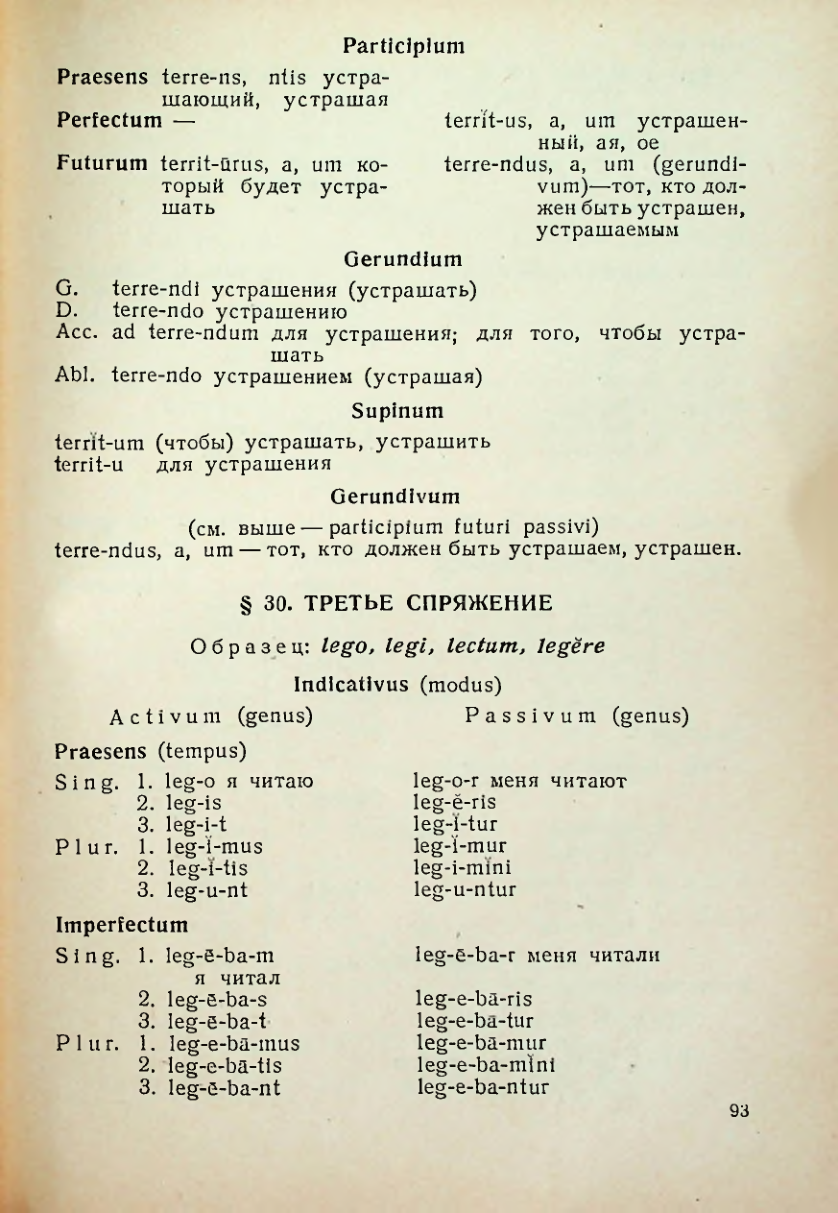 Participium
Praesens terre-ns, ntis устра-
шающий, устрашая
Perfectum — terrĭt-us, a, um устрашен-
ный, ая, ое
Futurum territ-ūrus, a, um ко- terre-ndus, a, um (gerundi-
торый будет устра- vum)—тот, кто дол-
шать жен быть устрашен,
устрашаемым
Gerundium
G. terre-ndi устрашения (устрашать)
D. terre-ndo устрашению
Acc. ad terre-ndum для устрашения; для того, чтобы устра-
шать
Abl. terre-ndo устрашением (устрашая)
Supinum
terrĭt-um (чтобы) устрашать, устрашить
territ-u для устрашения
Gerundivum
(см. выше — participium futuri passivi)
terre-ndus, a, um — тот, кто должен быть устрашаем, устрашен.
§ 30. ТРЕТЬЕ СПРЯЖЕНИЕ
Образец: lego, legi, lectum, legĕre
Indicativus (modus)
Activum (genus) Passivum (genus)
Praesens (tempus)
Sing. 1. leg-o я читаю leg-o-r меня читают
2. leg-is leg-ĕ-ris
3. leg-i-t leg-ĭ-tur
Plur. 1. leg-ĭ-mus leg-ĭ-mur
2. leg-ĭ-tis leg-i-mĭni
3. leg-u-nt leg-u-ntur
Imperfectum
Sing. 1. leg-ē-ba-m leg-ē-ba-r меня читали
я читал
2. leg-ē-ba-s leg-e-bā-ris
3. leg-ē-ba-t leg-e-bā-tur
Plur. 1. leg-e-bā-mus leg-e-bā-mur
2. leg-e-bā-tis leg-e-ba-mĭni
3. leg-ē-ba-nt leg-e-ba-ntur
93